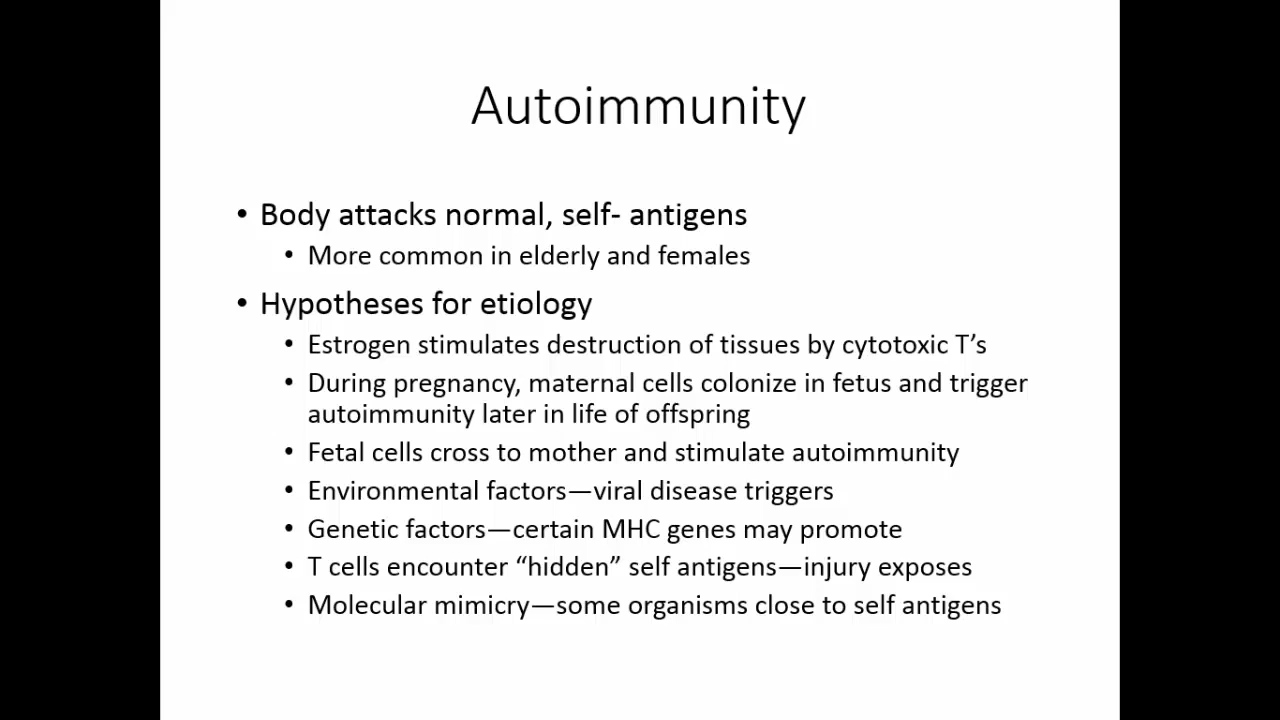 Autoimmunity
• Body attacks normal, self- antigens
• More common in elderly and females
• Hypotheses for etiology
• Estrogen stimulates destruction of tissues by cytotoxic T’s
• During pregnancy, maternal cells colonize in fetus and trigger
autoimmunity later in life of offspring
• Fetal cells cross to mother and stimulate autoimmunity
• Environmental factors—viral disease triggers
• Genetic factors—certain MHC genes may promote
• T cells encounter “hidden” self antigens—injury exposes
• Molecular mimicry—some organisms close to self antigens